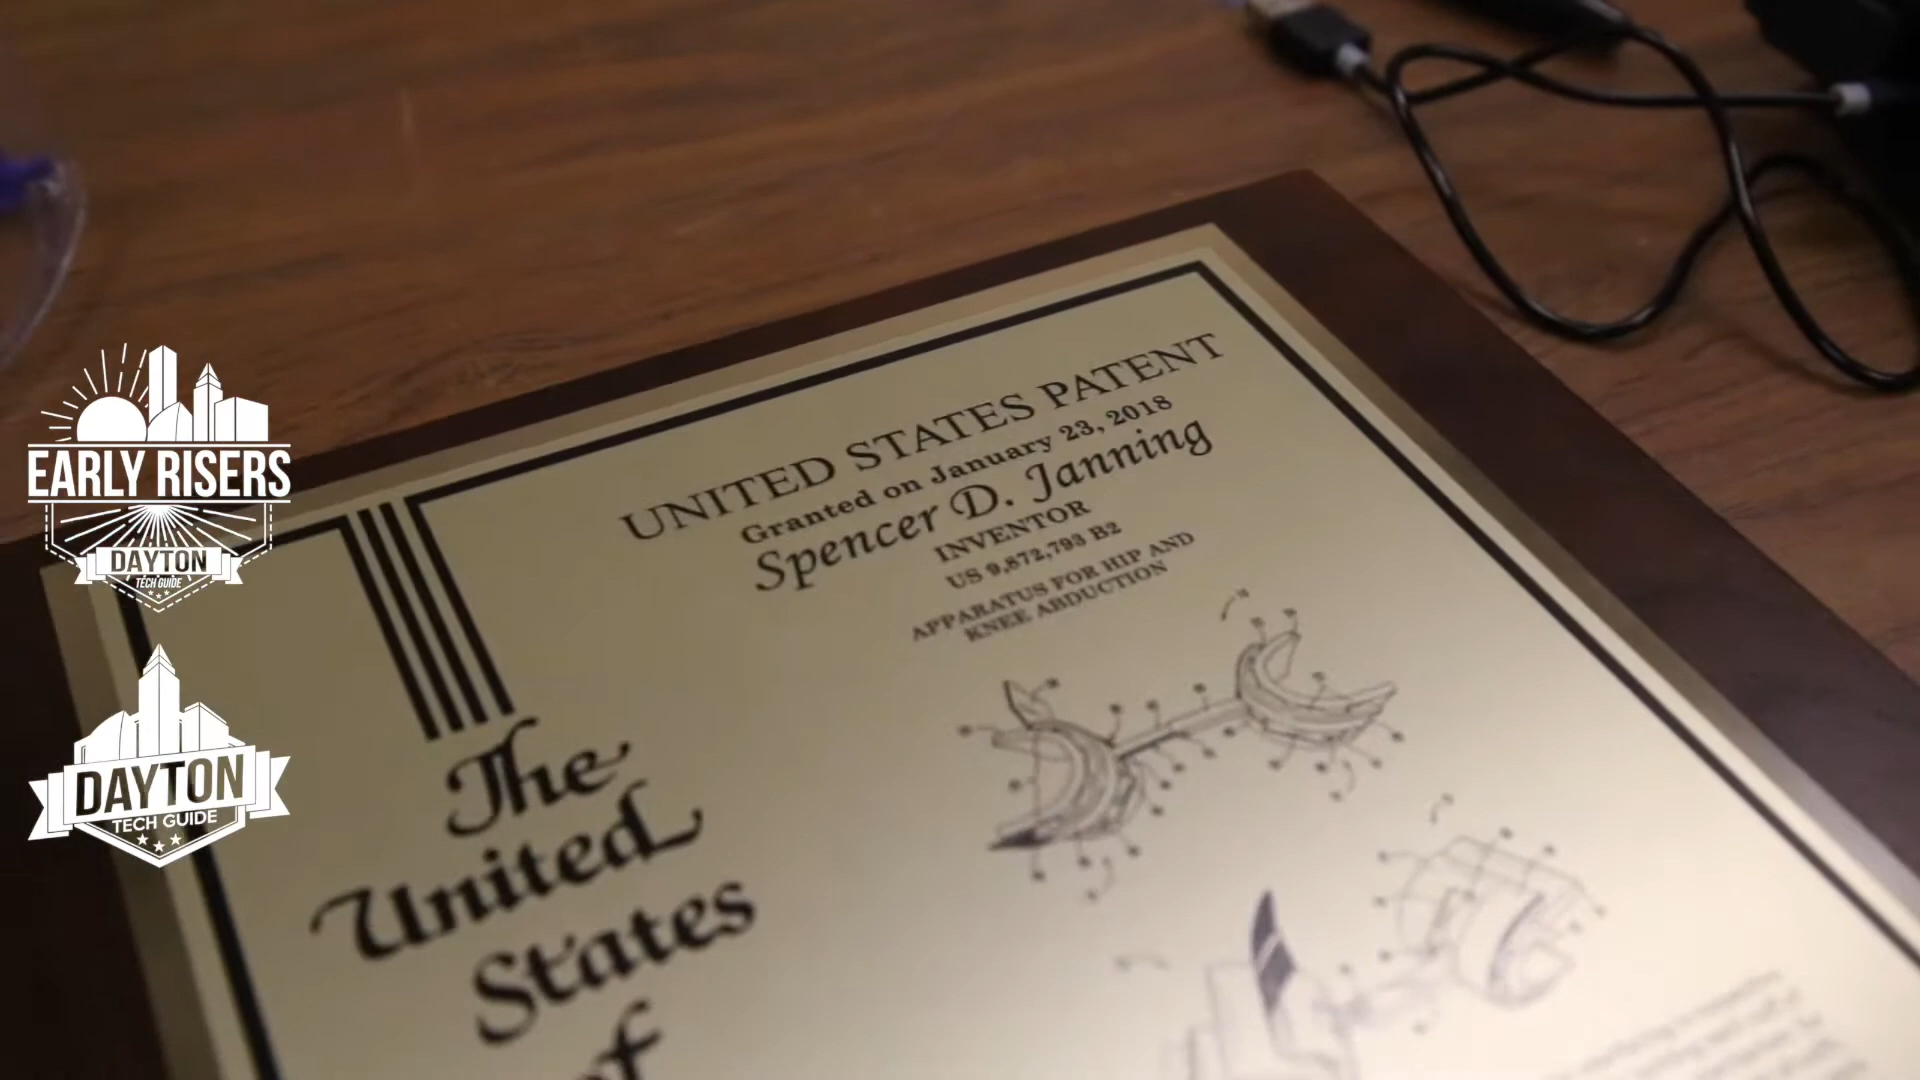 UNITED STATES PATENT
Granted on January 23, 2018
Spencer D. Janning
INVENTOR
US 9,872,793 B2
APPARATUS FOR HIP AND
KNEE ABDUCTION
The
United
States
of
EARLY RISERS
DAYTON
TECH GUIDE
DAYTON
TECH GUIDE